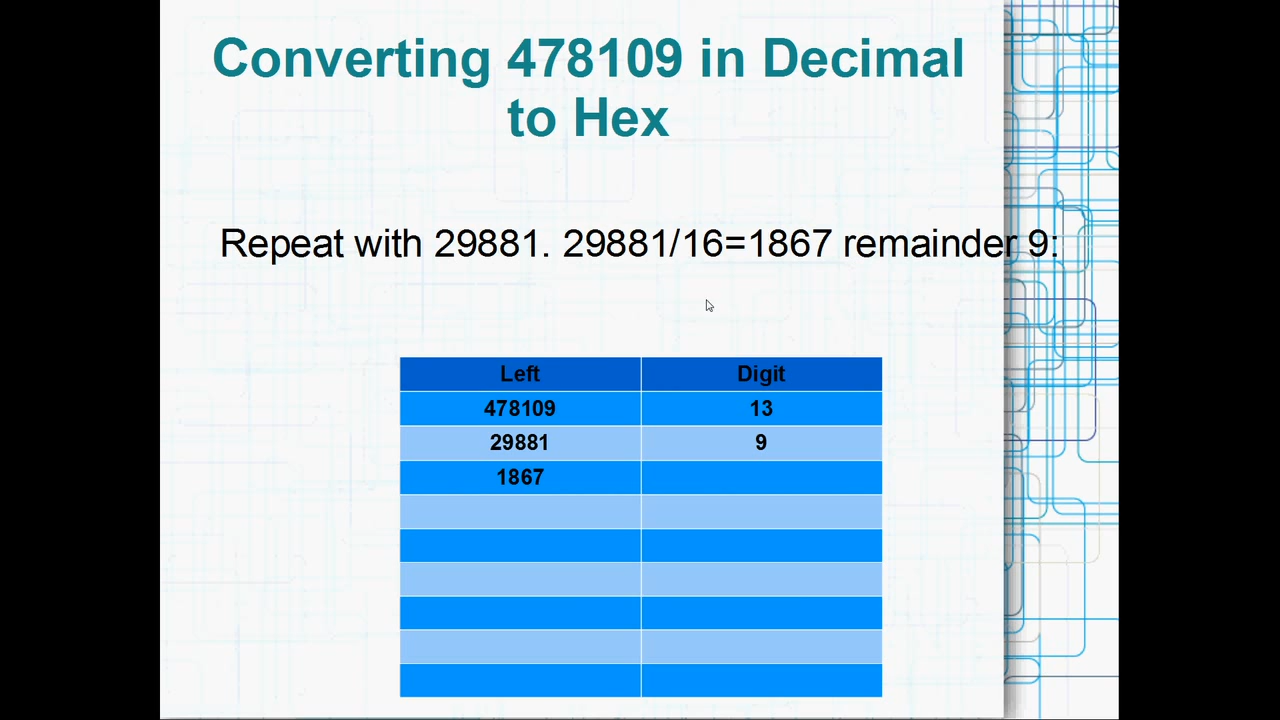 Converting 478109 in Decimal
to Hex
Repeat with 29881. 29881/16=1867 remainder 9:
Left Digit
478109 13
29881 9
1867